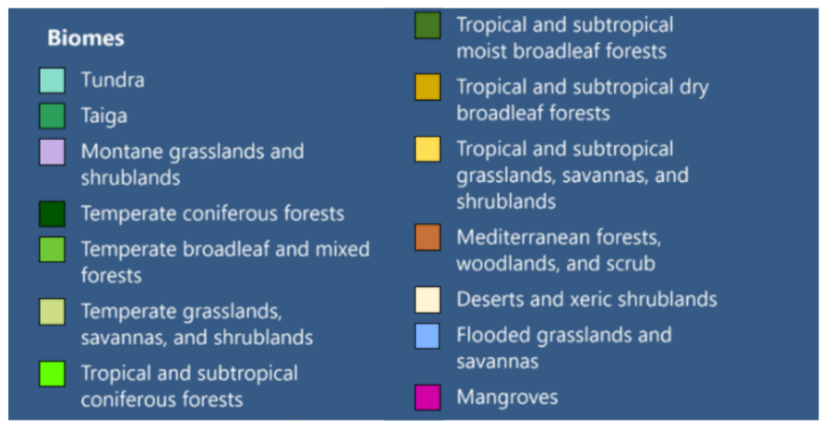 Biomes
Tundra
Taiga
Montane grasslands and
shrublands
Temperate coniferous forests
Temperate broadleaf and mixed
forests
Temperate grasslands,
savannas, and shrublands
Tropical and subtropical
coniferous forests
Tropical and subtropical
moist broadleaf forests
Tropical and subtropical dry
broadleaf forests
Tropical and subtropical
grasslands, savannas, and
shrublands
Mediterranean forests,
woodlands, and scrub
Deserts and xeric shrublands
Flooded grasslands and
savannas
Mangroves